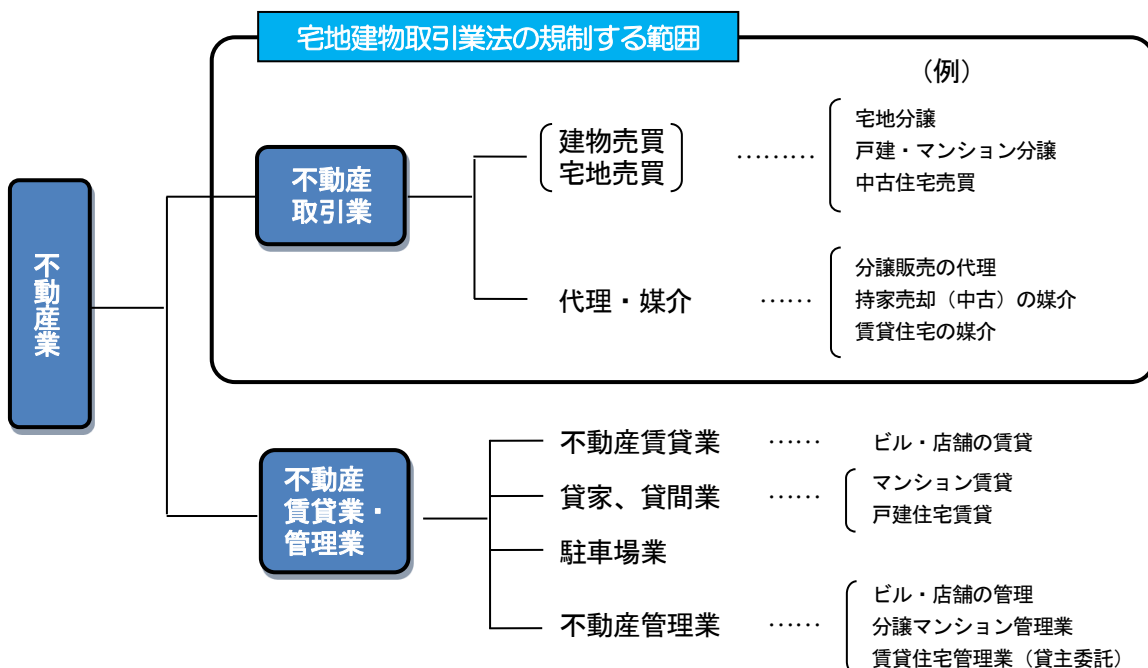 宅地建物取引業法の規制する範囲
（例）
不動産業
不動産
取引業
建物売買
宅地売買
………
宅地分譲
戸建・マンション分譲
中古住宅売買
代理・媒介
……
分譲販売の代理
持家売却（中古）の媒介
賃貸住宅の媒介
不動産
賃貸業・
管理業
不動産賃貸業
……
ビル・店舗の賃貸
貸家、貸間業
……
マンション賃貸
戸建住宅賃貸
駐車場業
不動産管理業
……
ビル・店舗の管理
分譲マンション管理業
賃貸住宅管理業（貸主委託）